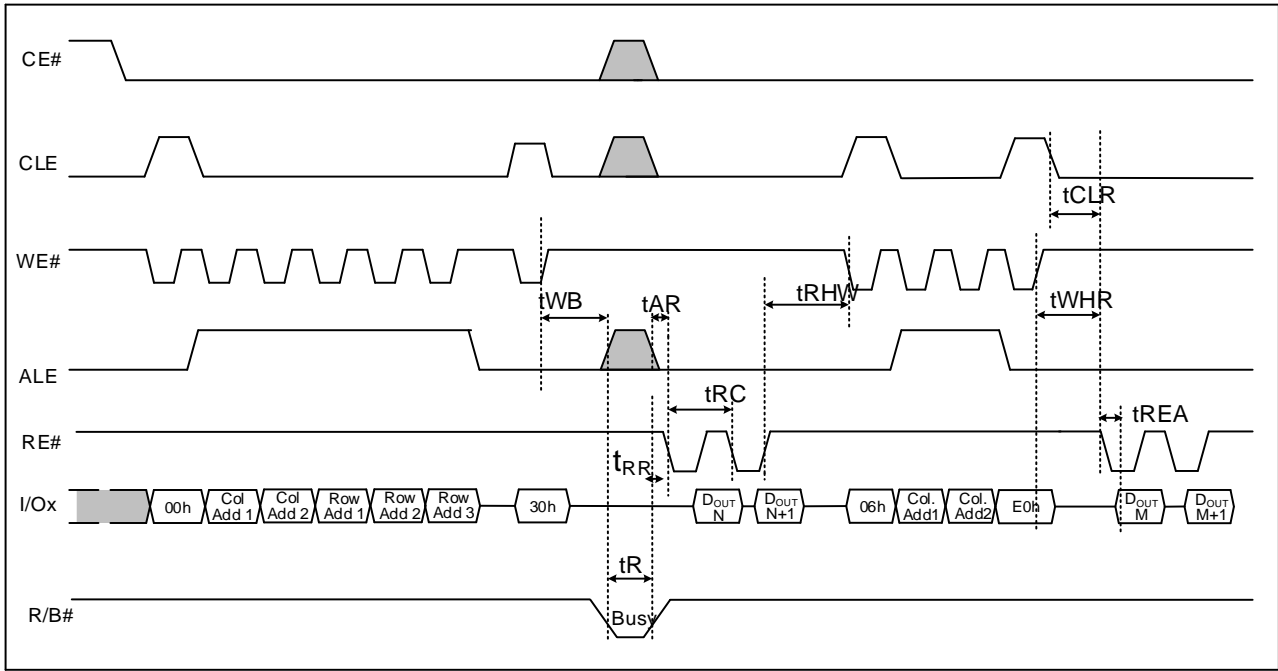 CE#
CLE
tCLR
WE#
tWB
tAR
tRHW
tWHR
ALE
tRC
tREA
RE#
tRR
I/Ox
00h
Col Add 1
Col Add 2
Row Add 1
Row Add 2
Row Add 3
30h
DOUT N
DOUT N+1
06h
Col. Add1
Col. Add2
E0h
DOUT M
DOUT M+1
tR
R/B#
Busy